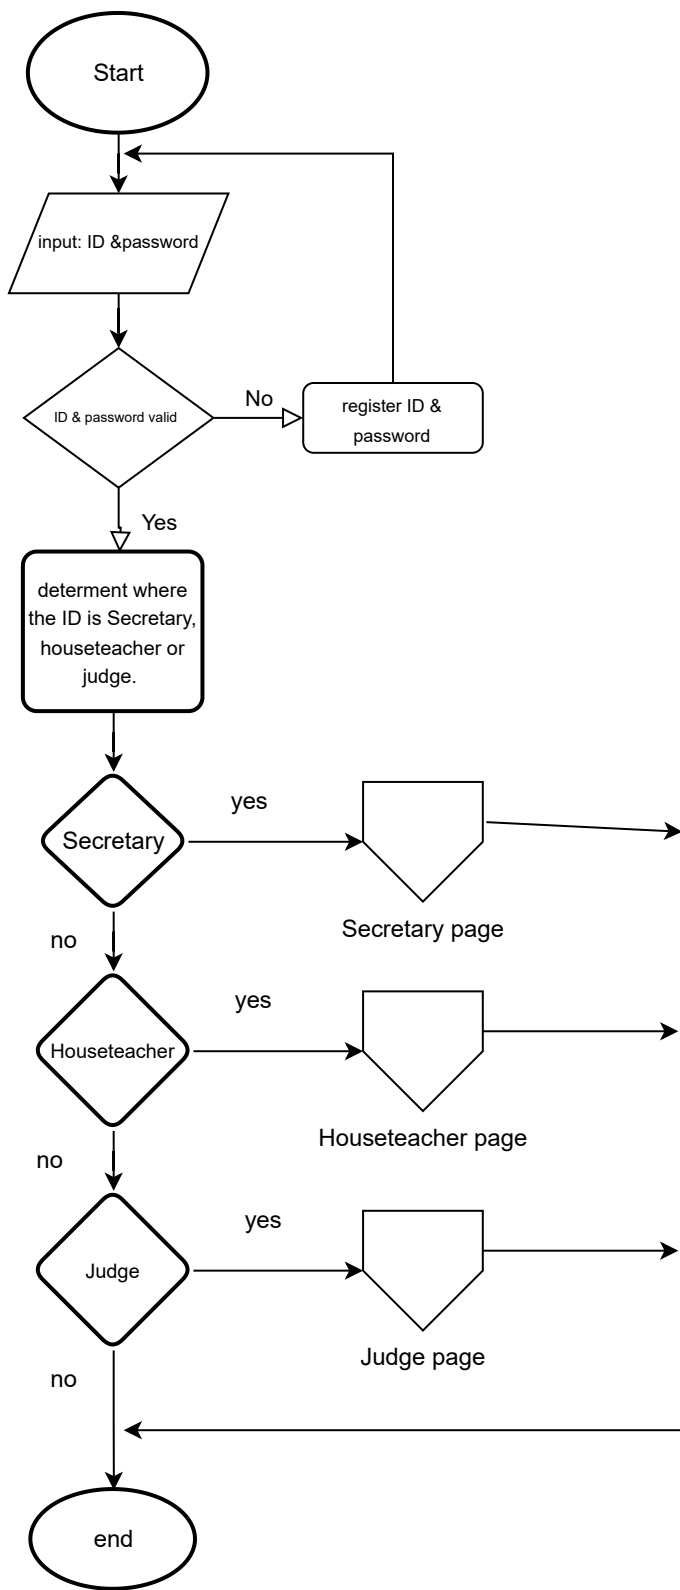 Start
input: ID &password
ID & password valid
No
register ID &
password
Yes
determent where
the ID is Secretary,
houseteacher or
judge.
Secretary
yes
Secretary page
no
Houseteacher
yes
Houseteacher page
no
Judge
yes
Judge page
no
end